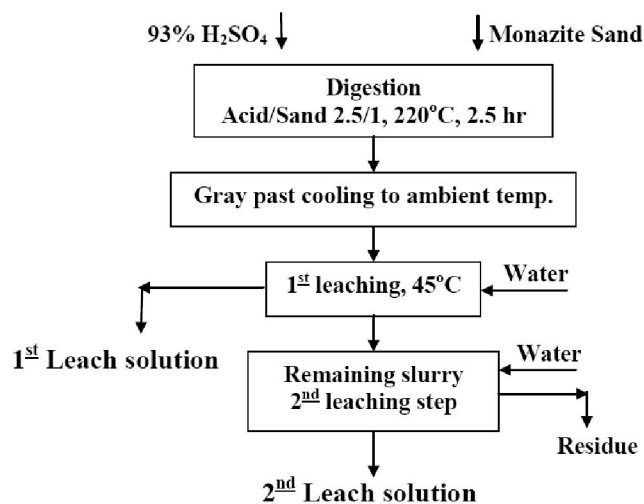 93% H₂SO₄
Monazite Sand
Digestion
Acid/Sand 2.5/1, 220°C, 2.5 hr
Gray past cooling to ambient temp.
1st leaching, 45°C
Water
1st Leach solution
Remaining slurry
2nd leaching step
Water
Residue
2nd Leach solution